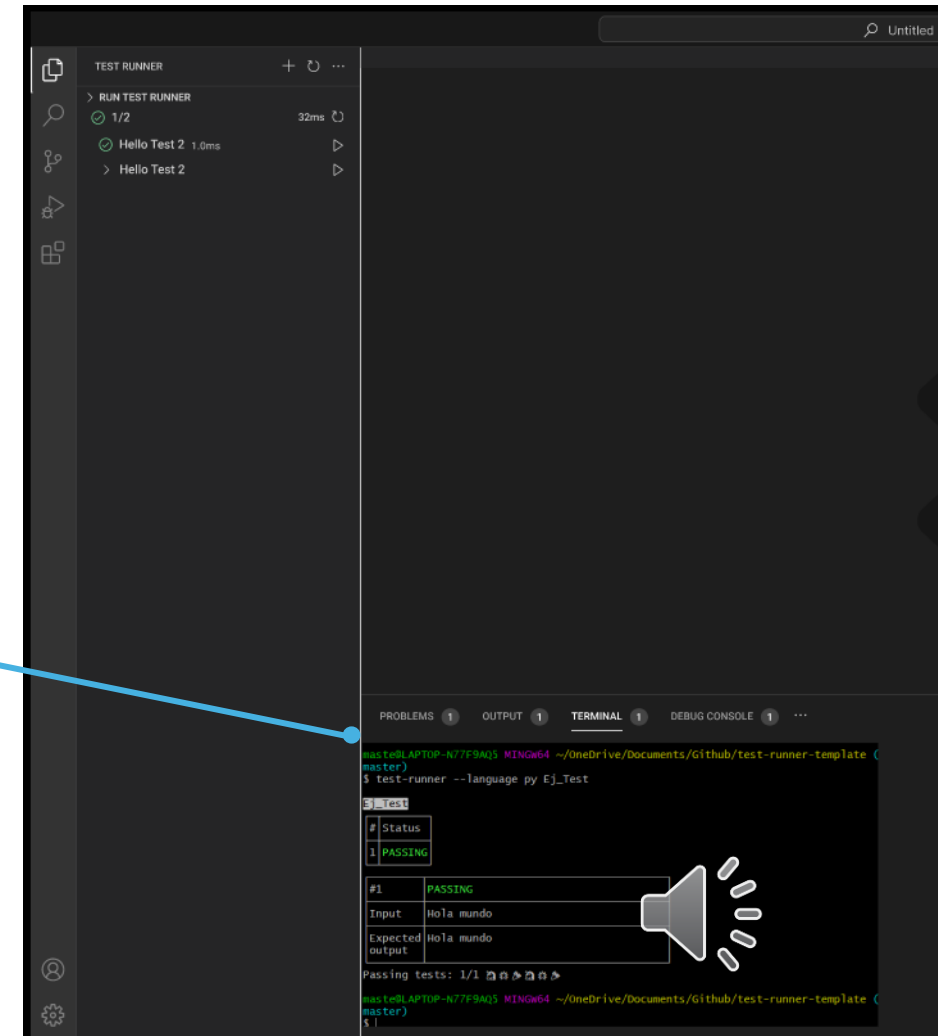 Untitled
TEST RUNNER
RUN TEST RUNNER
1/2 32ms
Hello Test 2 1.0ms
Hello Test 2
PROBLEMS 1 OUTPUT 1 TERMINAL 1 DEBUG CONSOLE 1 ···
maste@LAPTOP-N77F9AQ5 MINGW64 ~/OneDrive/Documents/Github/test-runner-template (
master)
$ test-runner --language py Ej_Test
Ej_Test
# Status
1 PASSING
#1 PASSING
Input Hola mundo
Expected Hola mundo
output
Passing tests: 1/1
maste@LAPTOP-N77F9AQ5 MINGW64 ~/OneDrive/Documents/Github/test-runner-template (
master)
$